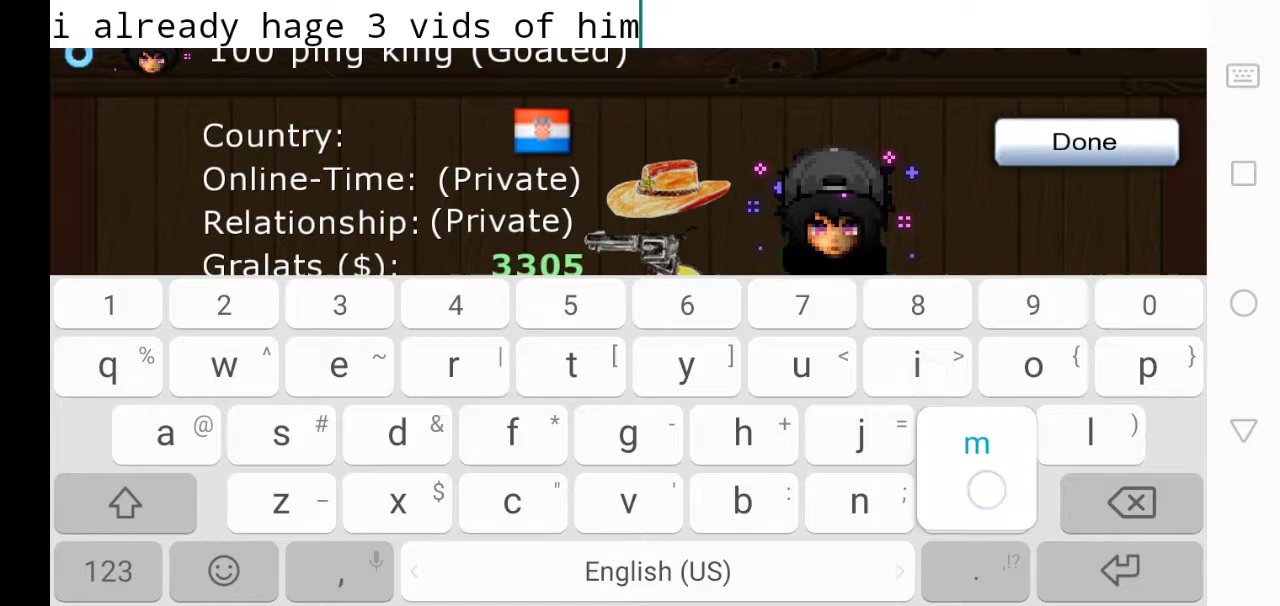 i already hage 3 vids of him
100 ping king (Goated)
Country:
Done
Online-Time: (Private)
Relationship: (Private)
Gralats ($): 3305
1 2 3 4 5 6 7 8 9 0
q % w ^ e ~ r | t [ y ] u < i > o { p }
a @ s # d & f * g - h + j = m l )
z _ x $ c " v ' b : n ;
123 , English (US) . ,!?